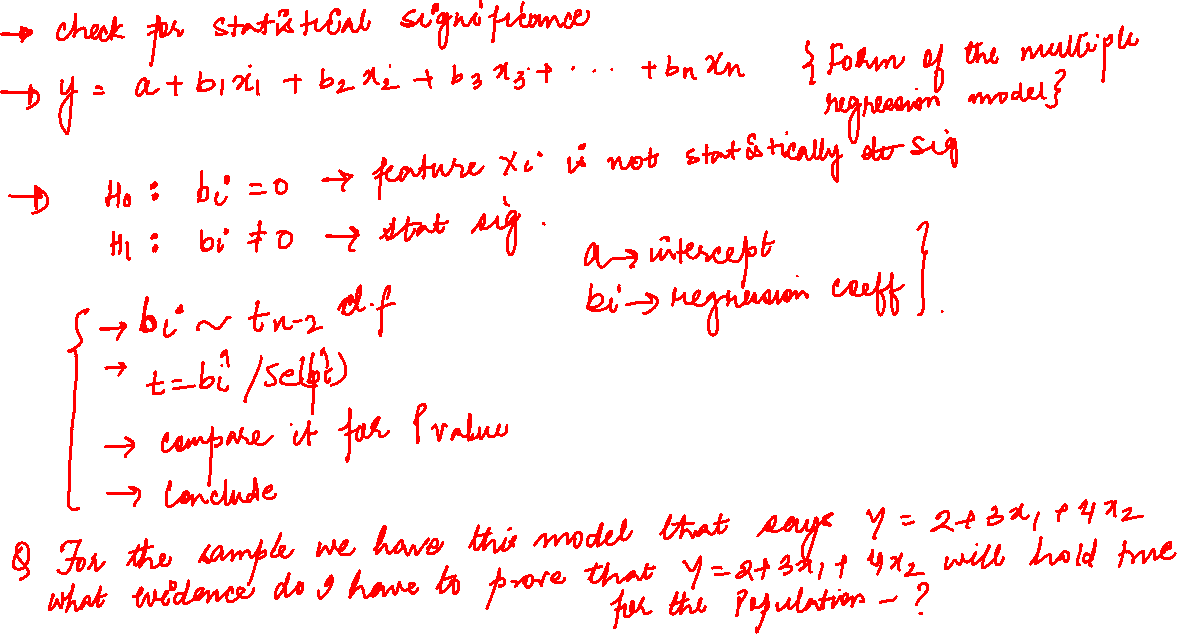 → check for statistical significance
→ y = a + b₁x₁ + b₂x₂ + b₃x₃ + ... + bₙxₙ { Form of the multiple
regression model}
→ H₀ : bᵢ = 0 → feature Xᵢ is not statistically sig
H₁ : bᵢ ≠ 0 → stat sig.
a → intercept
bᵢ → regression coeff
→ bᵢ ~ tₙ₋₂ d.f
→ t = b̂ᵢ / Se(b̂ᵢ)
→ compare it for P value
→ Conclude
Q For the sample we have this model that says Y = 2+3x₁ + 4x₂
what evidence do I have to prove that Y = 2+3x₁ + 4x₂ will hold true
for the Population - ?